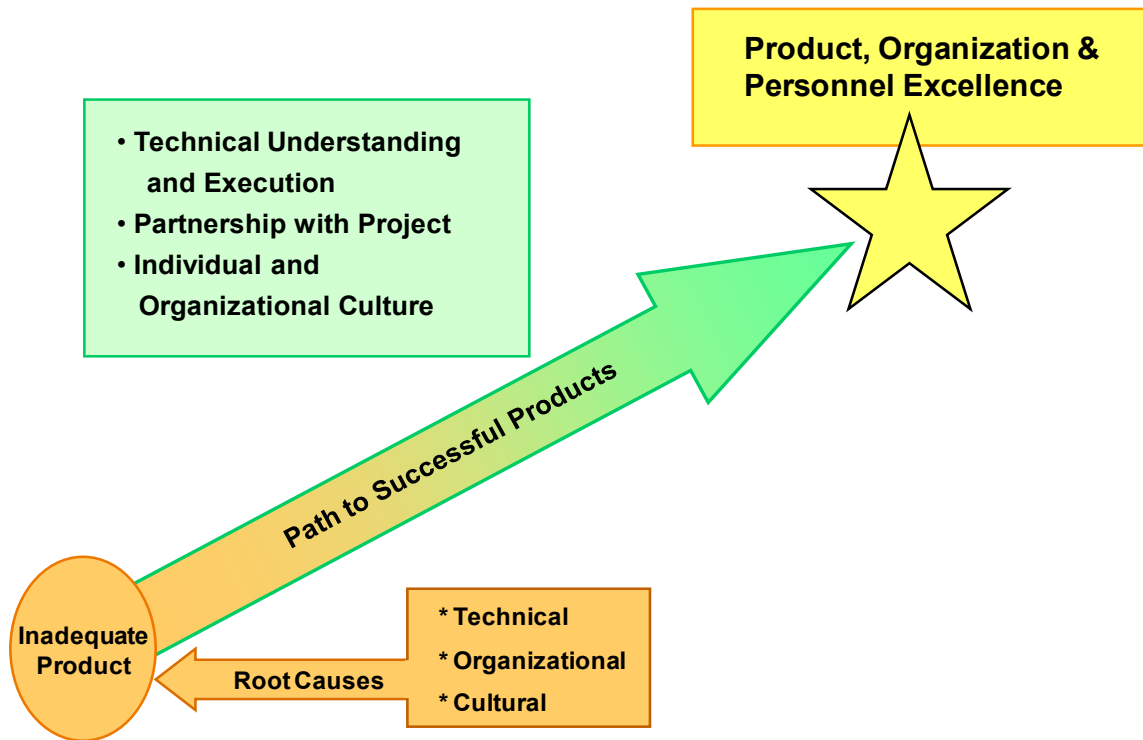 Product, Organization &
Personnel Excellence
• Technical Understanding
and Execution
• Partnership with Project
• Individual and
Organizational Culture
Path to Successful Products
Inadequate
Product
Root Causes
* Technical
* Organizational
* Cultural